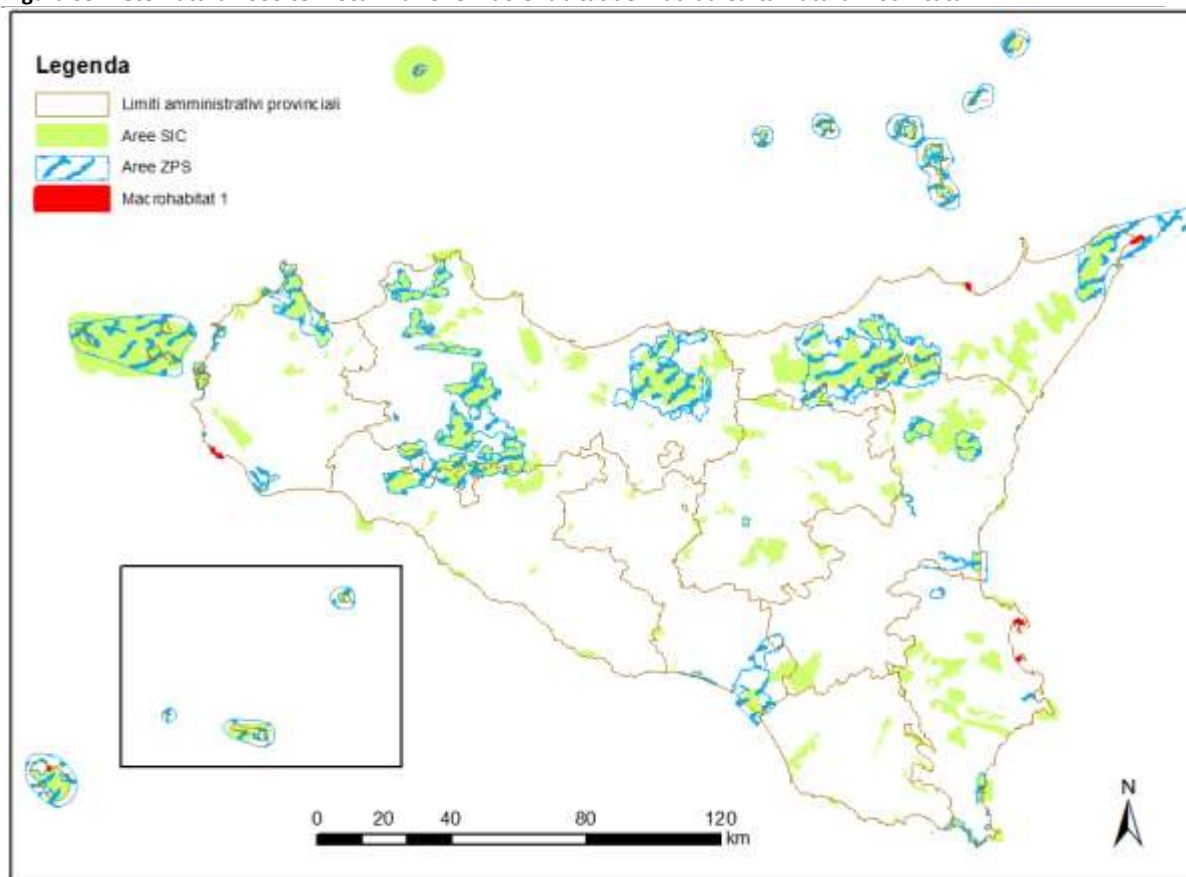 Legenda
Limiti amministrativi provinciali
Aree SIC
Aree ZPS
Macrohabitat 1
N
0 20 40 80 120
km